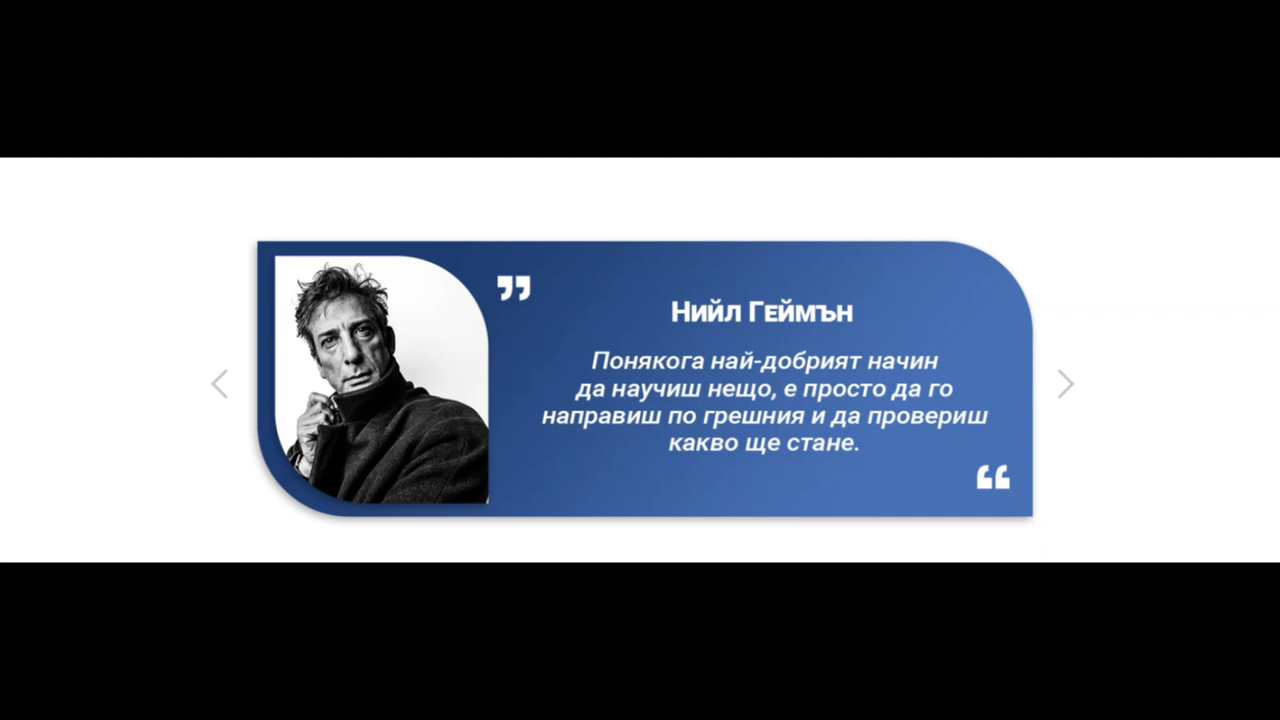 ”
Нийл Геймън
Понякога най-добрият начин
да научиш нещо, е просто да го
направиш по грешния и да провериш
какво ще стане.
“